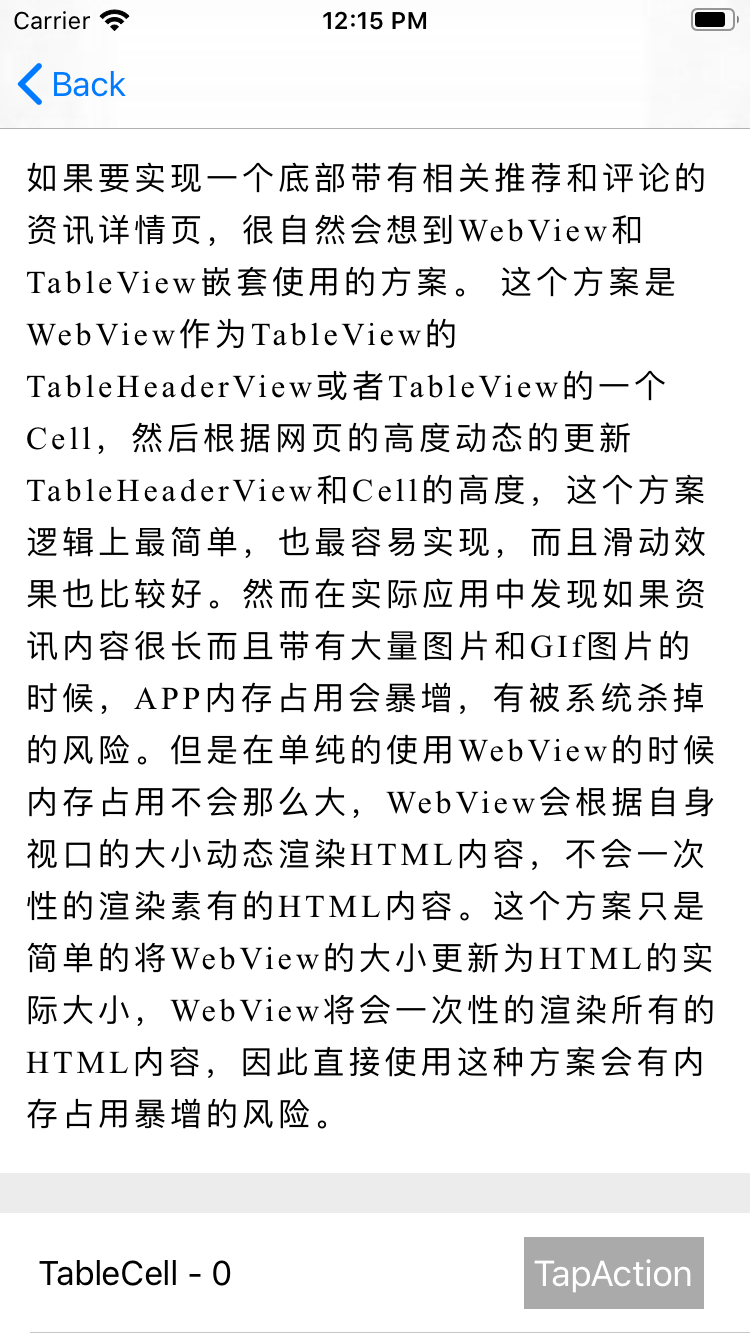 Carrier 12:15 PM
Back
如果要实现一个底部带有相关推荐和评论的
资讯详情页，很自然会想到WebView和
TableView嵌套使用的方案。 这个方案是
WebView作为TableView的
TableHeaderView或者TableView的一个
Cell，然后根据网页的高度动态的更新
TableHeaderView和Cell的高度，这个方案
逻辑上最简单，也最容易实现，而且滑动效
果也比较好。然而在实际应用中发现如果资
讯内容很长而且带有大量图片和GIf图片的
时候，APP内存占用会暴增，有被系统杀掉
的风险。但是在单纯的使用WebView的时候
内存占用不会那么大，WebView会根据自身
视口的大小动态渲染HTML内容，不会一次
性的渲染素有的HTML内容。这个方案只是
简单的将WebView的大小更新为HTML的实
际大小，WebView将会一次性的渲染所有的
HTML内容，因此直接使用这种方案会有内
存占用暴增的风险。
TableCell - 0 TapAction